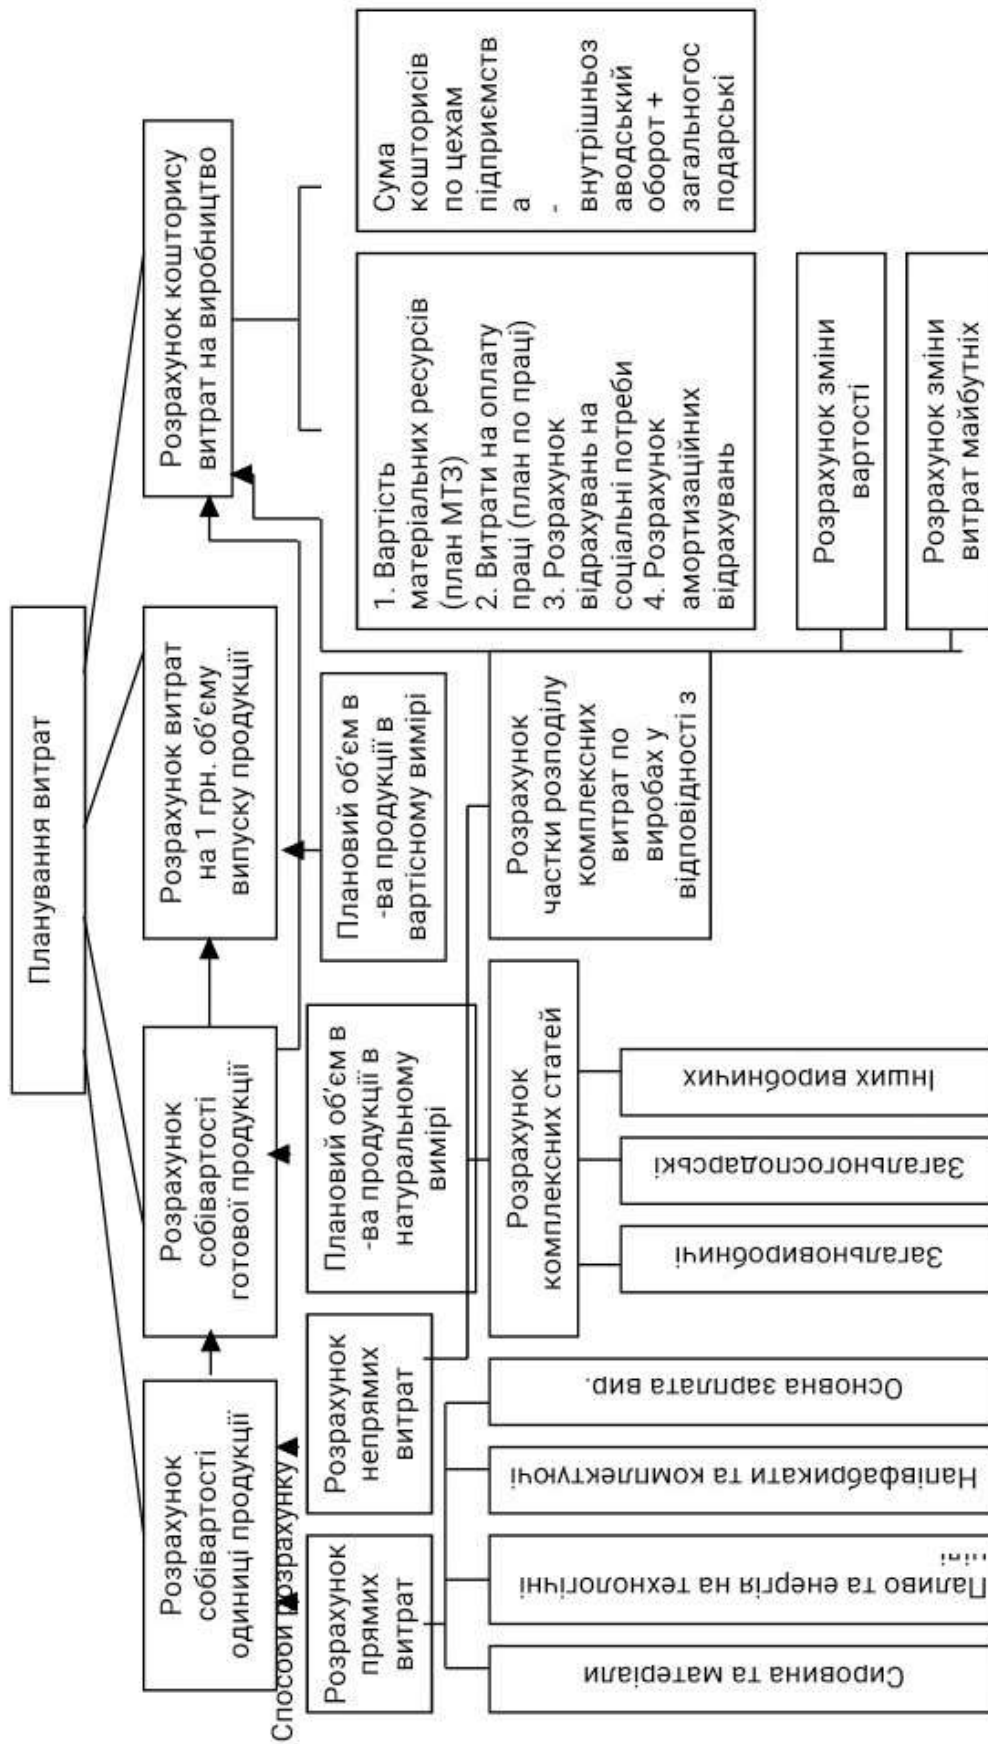 Планування витрат
Розрахунок
собівартості
одиниці продукції
Розрахунок
собівартості
готової продукції
Розрахунок витрат
на 1 грн. об’єму
випуску продукції
Розрахунок кошторису
витрат на виробництво
Способи розрахунку
Розрахунок
прямих
витрат
Розрахунок
непрямих
витрат
Плановий об’єм в
-ва продукції в
натуральному
вимірі
Плановий об’єм в
-ва продукції в
вартісному вимірі
1. Вартість
матеріальних ресурсів
(план МТЗ)
2. Витрати на оплату
праці (план по праці)
3. Розрахунок
відрахувань на
соціальні потреби
4. Розрахунок
амортизаційних
відрахувань
Сума
кошторисів
по цехам
підприємств
а
-
внутрішньоз
аводський
оборот +
загальногос
подарські
Сировина та матеріали
Паливо та енергія на технологічні
Напівфабрикати та комплектуючі
Основна зарплата вир.
Розрахунок
комплексних статей
Загальновиробничі
Загальногосподарські
Інших виробничих
Розрахунок
частки розподілу
комплексних
витрат по
виробах у
відповідності з
Розрахунок зміни
вартості
Розрахунок зміни
витрат майбутніх